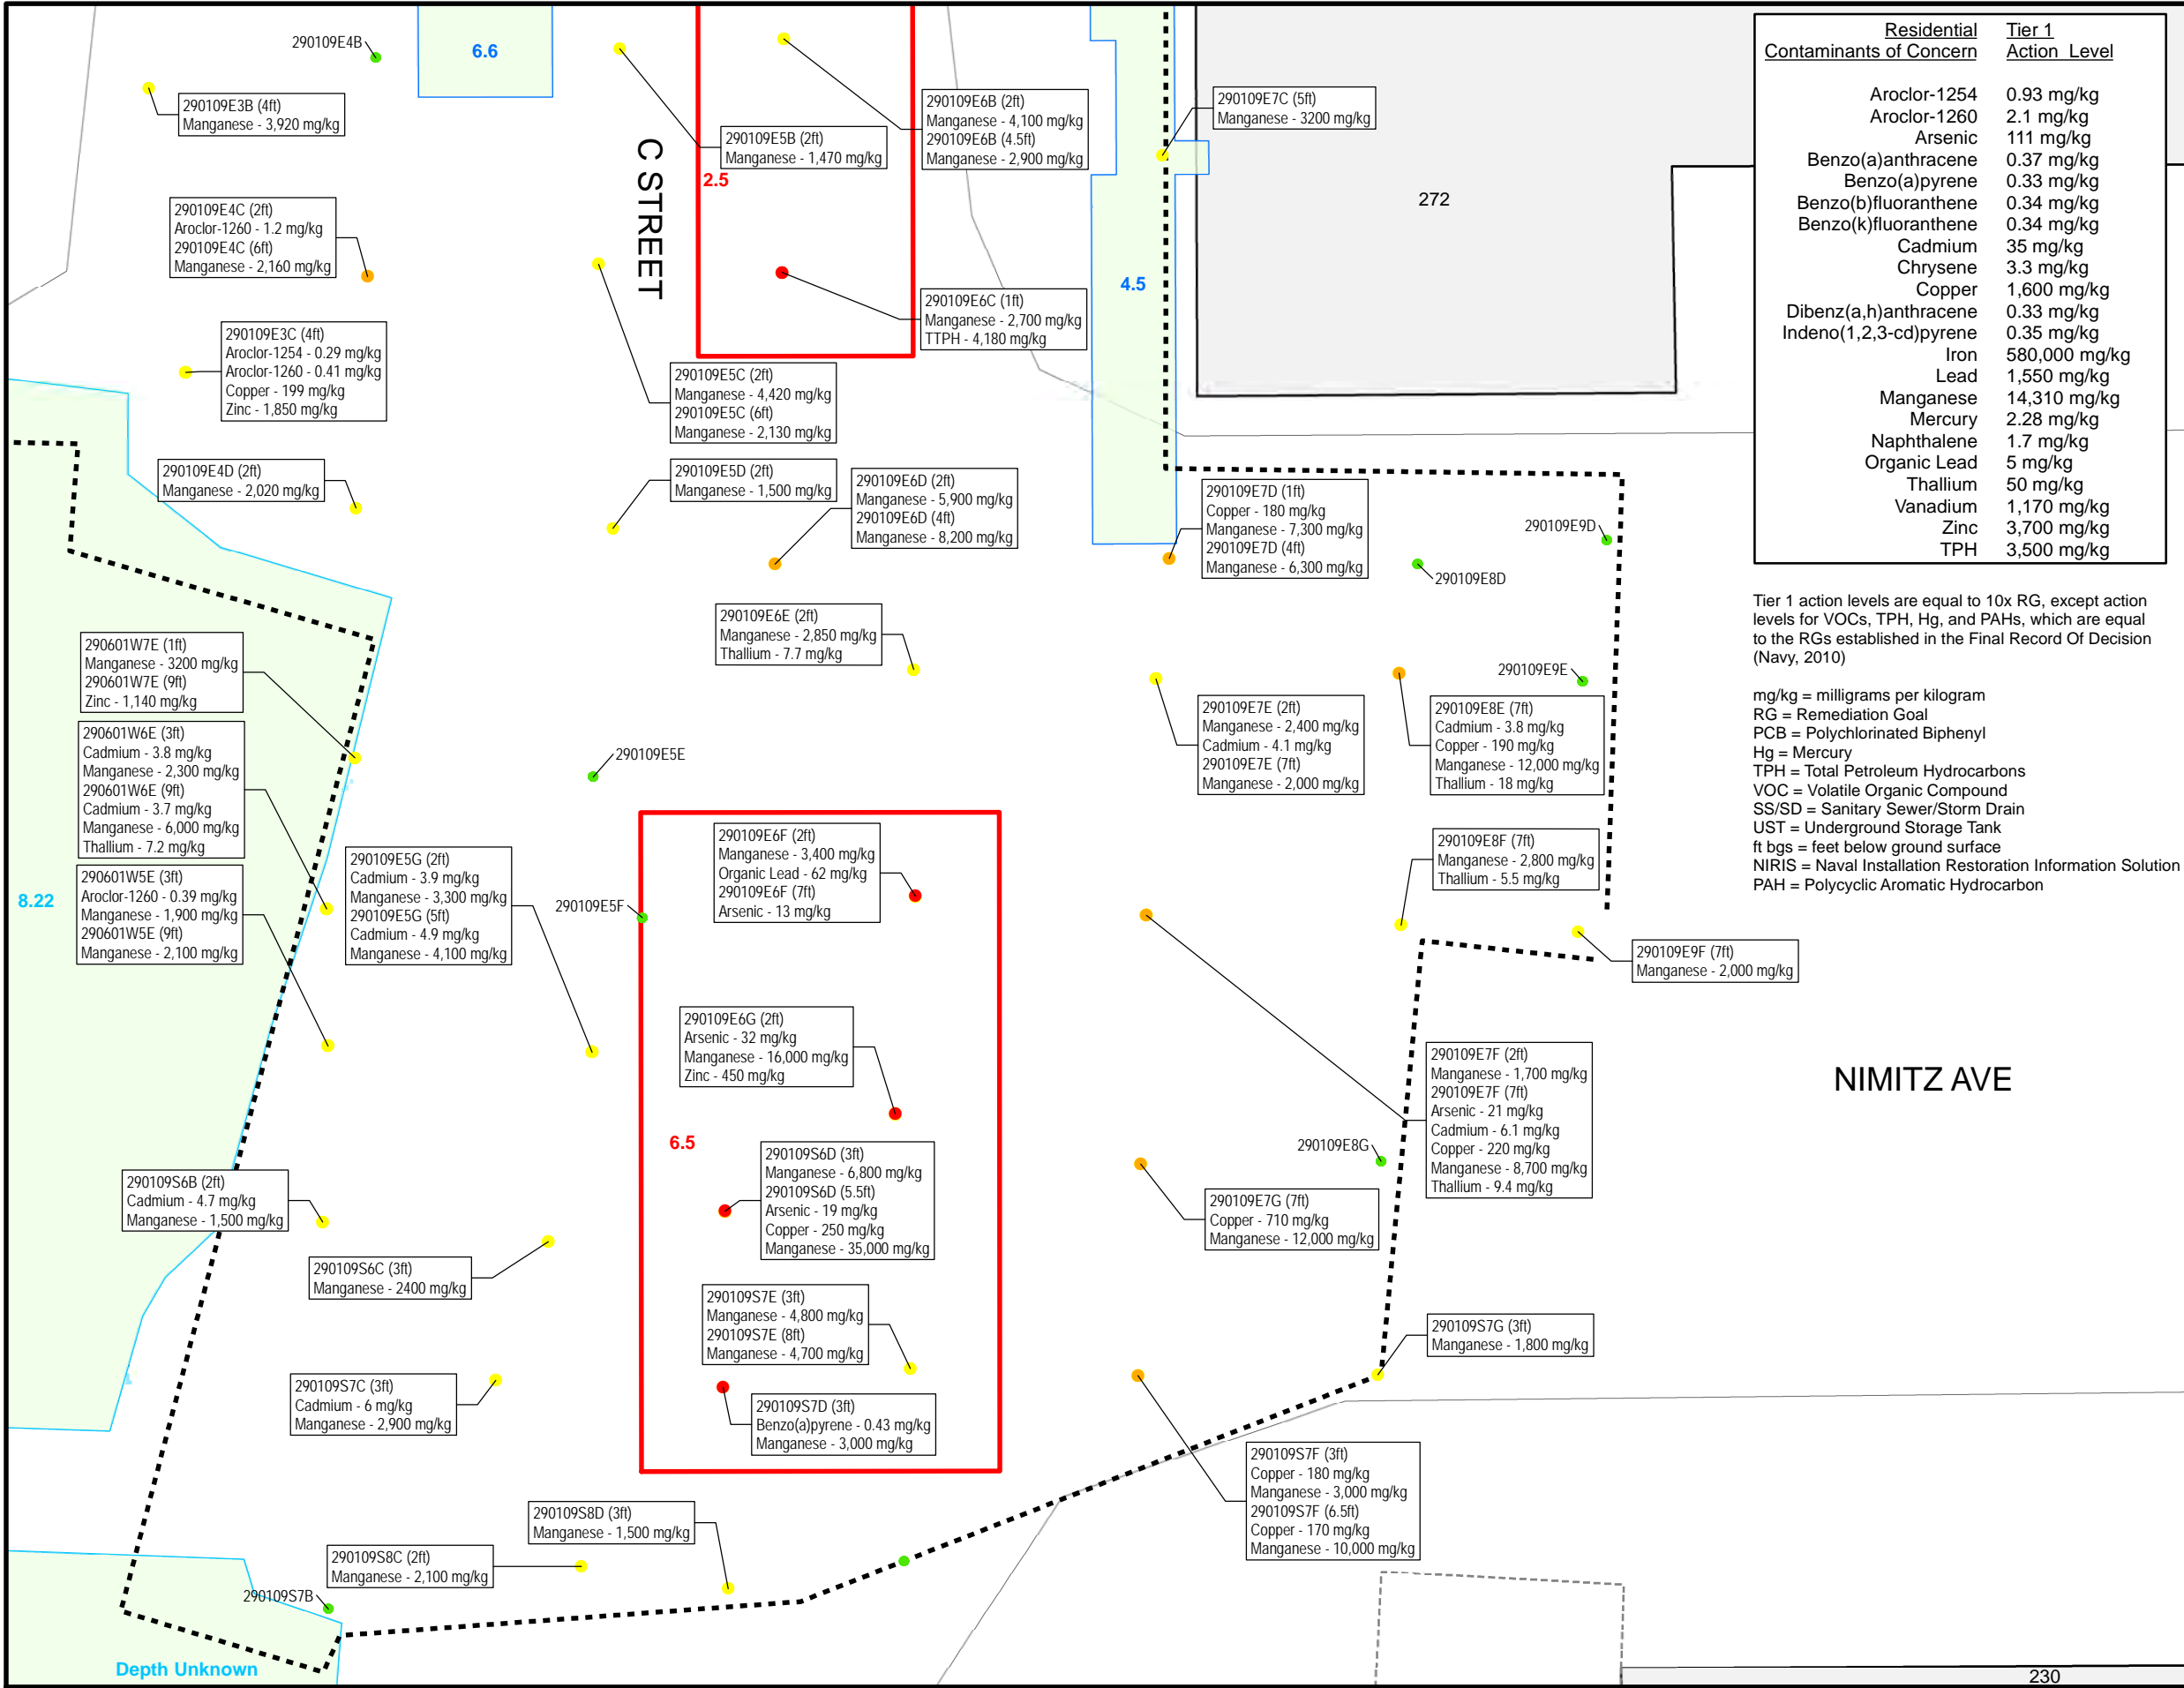 290109E4B
6.6
290109E3B (4ft)
Manganese - 3,920 mg/kg
290109E5B (2ft)
Manganese - 1,470 mg/kg
290109E6B (2ft)
Manganese - 4,100 mg/kg
290109E6B (4.5ft)
Manganese - 2,900 mg/kg
290109E7C (5ft)
Manganese - 3200 mg/kg
C STREET
2.5
272
4.5
290109E4C (2ft)
Aroclor-1260 - 1.2 mg/kg
290109E4C (6ft)
Manganese - 2,160 mg/kg
290109E6C (1ft)
Manganese - 2,700 mg/kg
TTPH - 4,180 mg/kg
290109E3C (4ft)
Aroclor-1254 - 0.29 mg/kg
Aroclor-1260 - 0.41 mg/kg
Copper - 199 mg/kg
Zinc - 1,850 mg/kg
290109E5C (2ft)
Manganese - 4,420 mg/kg
290109E5C (6ft)
Manganese - 2,130 mg/kg
290109E4D (2ft)
Manganese - 2,020 mg/kg
290109E5D (2ft)
Manganese - 1,500 mg/kg
290109E6D (2ft)
Manganese - 5,900 mg/kg
290109E6D (4ft)
Manganese - 8,200 mg/kg
290109E7D (1ft)
Copper - 180 mg/kg
Manganese - 7,300 mg/kg
290109E7D (4ft)
Manganese - 6,300 mg/kg
290109E9D
290109E8D
Residential Tier 1
Contaminants of Concern Action Level
Aroclor-1254 0.93 mg/kg
Aroclor-1260 2.1 mg/kg
Arsenic 111 mg/kg
Benzo(a)anthracene 0.37 mg/kg
Benzo(a)pyrene 0.33 mg/kg
Benzo(b)fluoranthene 0.34 mg/kg
Benzo(k)fluoranthene 0.34 mg/kg
Cadmium 35 mg/kg
Chrysene 3.3 mg/kg
Copper 1,600 mg/kg
Dibenz(a,h)anthracene 0.33 mg/kg
Indeno(1,2,3-cd)pyrene 0.35 mg/kg
Iron 580,000 mg/kg
Lead 1,550 mg/kg
Manganese 14,310 mg/kg
Mercury 2.28 mg/kg
Naphthalene 1.7 mg/kg
Organic Lead 5 mg/kg
Thallium 50 mg/kg
Vanadium 1,170 mg/kg
Zinc 3,700 mg/kg
TPH 3,500 mg/kg
Tier 1 action levels are equal to 10x RG, except action
levels for VOCs, TPH, Hg, and PAHs, which are equal
to the RGs established in the Final Record Of Decision
(Navy, 2010)
mg/kg = milligrams per kilogram
RG = Remediation Goal
PCB = Polychlorinated Biphenyl
Hg = Mercury
TPH = Total Petroleum Hydrocarbons
VOC = Volatile Organic Compound
SS/SD = Sanitary Sewer/Storm Drain
UST = Underground Storage Tank
ft bgs = feet below ground surface
NIRIS = Naval Installation Restoration Information Solution
PAH = Polycyclic Aromatic Hydrocarbon
290109E6E (2ft)
Manganese - 2,850 mg/kg
Thallium - 7.7 mg/kg
290601W7E (1ft)
Manganese - 3200 mg/kg
290601W7E (9ft)
Zinc - 1,140 mg/kg
290109E9E
290109E7E (2ft)
Manganese - 2,400 mg/kg
Cadmium - 4.1 mg/kg
290109E7E (7ft)
Manganese - 2,000 mg/kg
290109E8E (7ft)
Cadmium - 3.8 mg/kg
Copper - 190 mg/kg
Manganese - 12,000 mg/kg
Thallium - 18 mg/kg
290601W6E (3ft)
Cadmium - 3.8 mg/kg
Manganese - 2,300 mg/kg
290601W6E (9ft)
Cadmium - 3.7 mg/kg
Manganese - 6,000 mg/kg
Thallium - 7.2 mg/kg
290109E5E
290109E6F (2ft)
Manganese - 3,400 mg/kg
Organic Lead - 62 mg/kg
290109E6F (7ft)
Arsenic - 13 mg/kg
290109E8F (7ft)
Manganese - 2,800 mg/kg
Thallium - 5.5 mg/kg
8.22
290601W5E (3ft)
Aroclor-1260 - 0.39 mg/kg
Manganese - 1,900 mg/kg
290601W5E (9ft)
Manganese - 2,100 mg/kg
290109E5G (2ft)
Cadmium - 3.9 mg/kg
Manganese - 3,300 mg/kg
290109E5G (5ft)
Cadmium - 4.9 mg/kg
Manganese - 4,100 mg/kg
290109E5F
290109E9F (7ft)
Manganese - 2,000 mg/kg
290109E6G (2ft)
Arsenic - 32 mg/kg
Manganese - 16,000 mg/kg
Zinc - 450 mg/kg
290109E7F (2ft)
Manganese - 1,700 mg/kg
290109E7F (7ft)
Arsenic - 21 mg/kg
Cadmium - 6.1 mg/kg
Copper - 220 mg/kg
Manganese - 8,700 mg/kg
Thallium - 9.4 mg/kg
NIMITZ AVE
6.5
290109E8G
290109S6D (3ft)
Manganese - 6,800 mg/kg
290109S6D (5.5ft)
Arsenic - 19 mg/kg
Copper - 250 mg/kg
Manganese - 35,000 mg/kg
290109S6B (2ft)
Cadmium - 4.7 mg/kg
Manganese - 1,500 mg/kg
290109E7G (7ft)
Copper - 710 mg/kg
Manganese - 12,000 mg/kg
290109S6C (3ft)
Manganese - 2400 mg/kg
290109S7E (3ft)
Manganese - 4,800 mg/kg
290109S7E (8ft)
Manganese - 4,700 mg/kg
290109S7G (3ft)
Manganese - 1,800 mg/kg
290109S7C (3ft)
Cadmium - 6 mg/kg
Manganese - 2,900 mg/kg
290109S7D (3ft)
Benzo(a)pyrene - 0.43 mg/kg
Manganese - 3,000 mg/kg
290109S7F (3ft)
Copper - 180 mg/kg
Manganese - 3,000 mg/kg
290109S7F (6.5ft)
Copper - 170 mg/kg
Manganese - 10,000 mg/kg
290109S8D (3ft)
Manganese - 1,500 mg/kg
290109S8C (2ft)
Manganese - 2,100 mg/kg
290109S7B
Depth Unknown
230